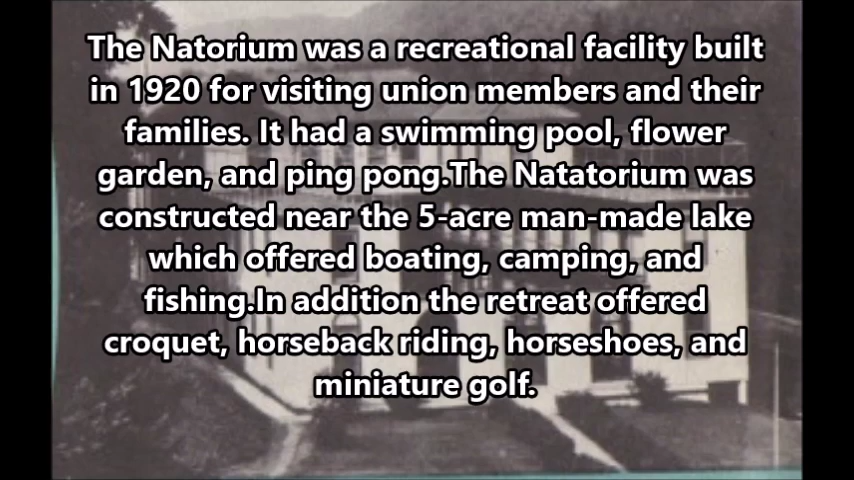 The Natorium was a recreational facility built
in 1920 for visiting union members and their
families. It had a swimming pool, flower
garden, and ping pong.The Natatorium was
constructed near the 5-acre man-made lake
which offered boating, camping, and
fishing.In addition the retreat offered
croquet, horseback riding, horseshoes, and
miniature golf.